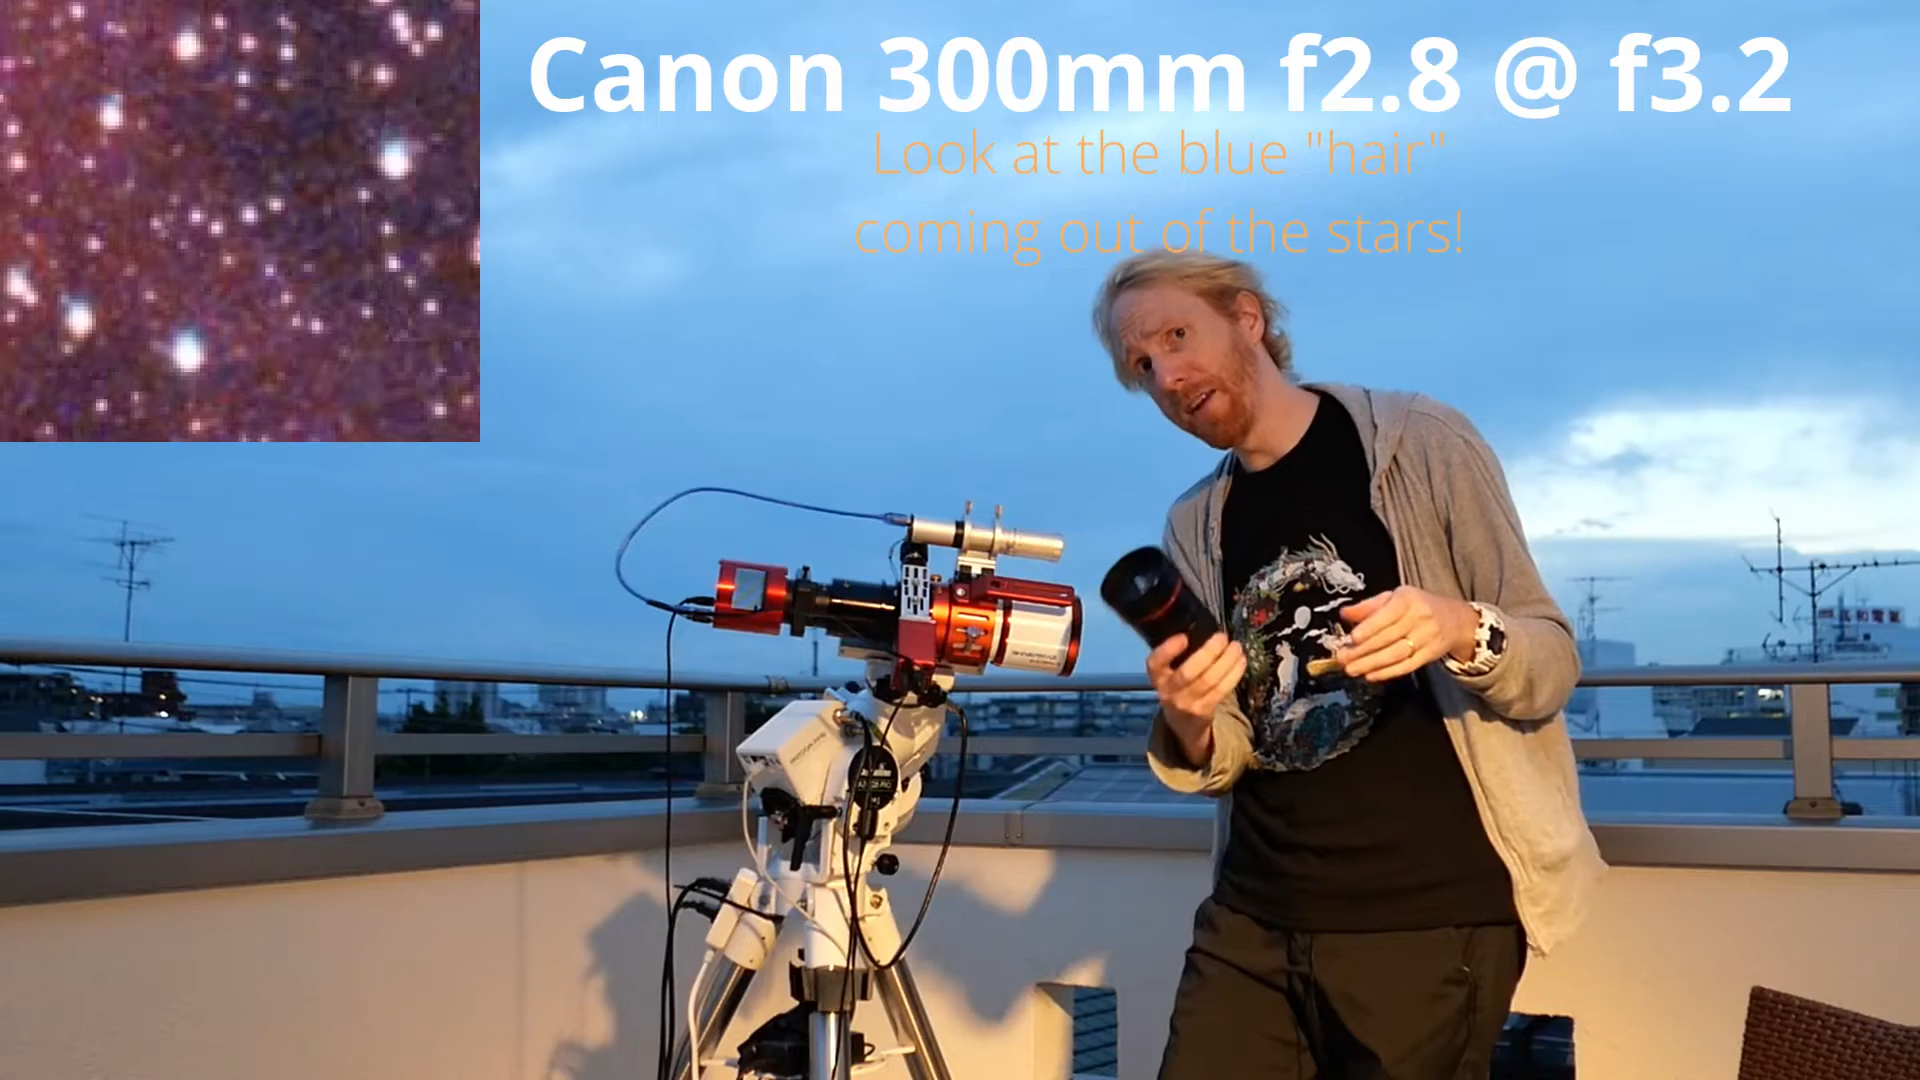 Canon 300mm f2.8 @ f3.2
Look at the blue "hair"
coming out of the stars!